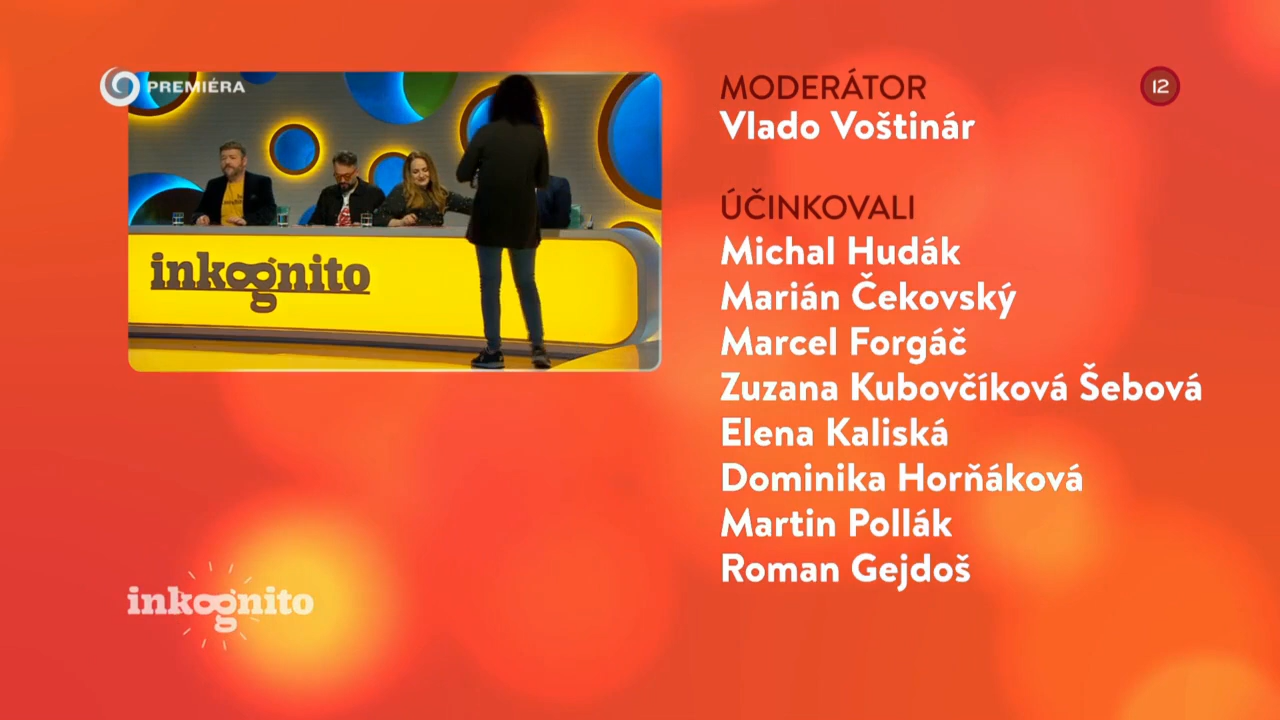 PREMIÉRA
inkognito
inkognito
MODERÁTOR
Vlado Voštinár
12
ÚČINKOVALI
Michal Hudák
Marián Čekovský
Marcel Forgáč
Zuzana Kubovčíková Šebová
Elena Kaliská
Dominika Horňáková
Martin Pollák
Roman Gejdoš